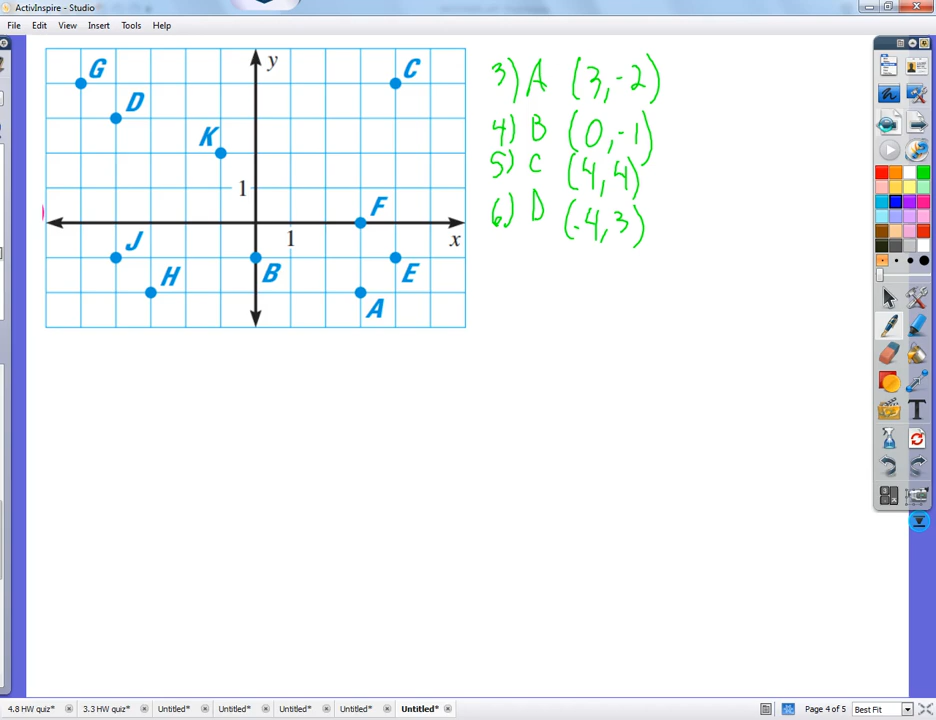 ActivInspire - Studio
File Edit View Insert Tools Help
G
D
K
y
C
1
F
J
H
1
x
B
E
A
3) A (3, -2)
4) B (0, -1)
5) C (4, 4)
6) D (-4, 3)
4.8 HW quiz* 3.3 HW quiz* Untitled* Untitled* Untitled* Untitled* Untitled*
Page 4 of 5 Best Fit